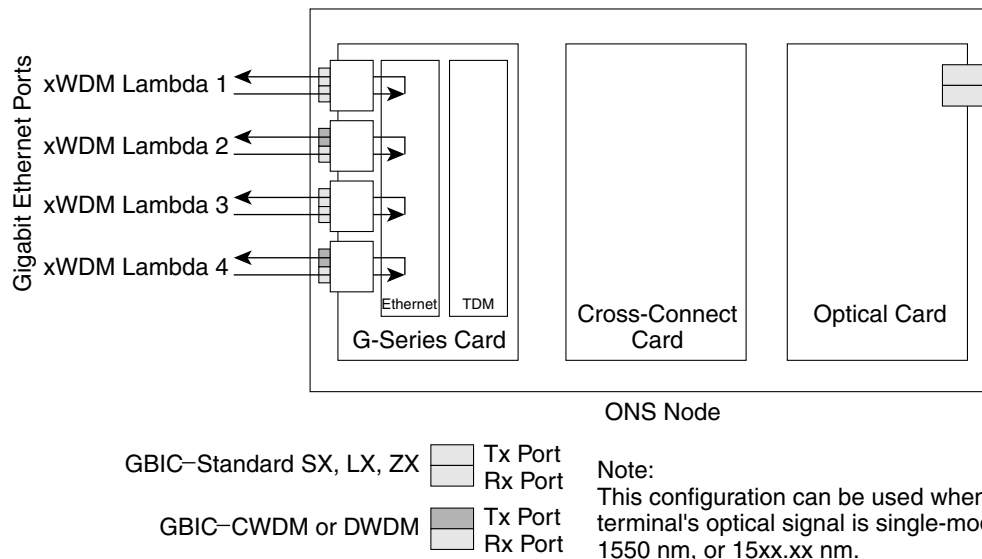 Gigabit Ethernet Ports
xWDM Lambda 1
xWDM Lambda 2
xWDM Lambda 3
xWDM Lambda 4
Ethernet
TDM
G-Series Card
Cross-Connect
Card
Optical Card
ONS Node
GBIC–Standard SX, LX, ZX
Tx Port
Rx Port
GBIC–CWDM or DWDM
Tx Port
Rx Port
Note:
This configuration can be used when
terminal's optical signal is
1550 nm, or 15xx.xx nm.